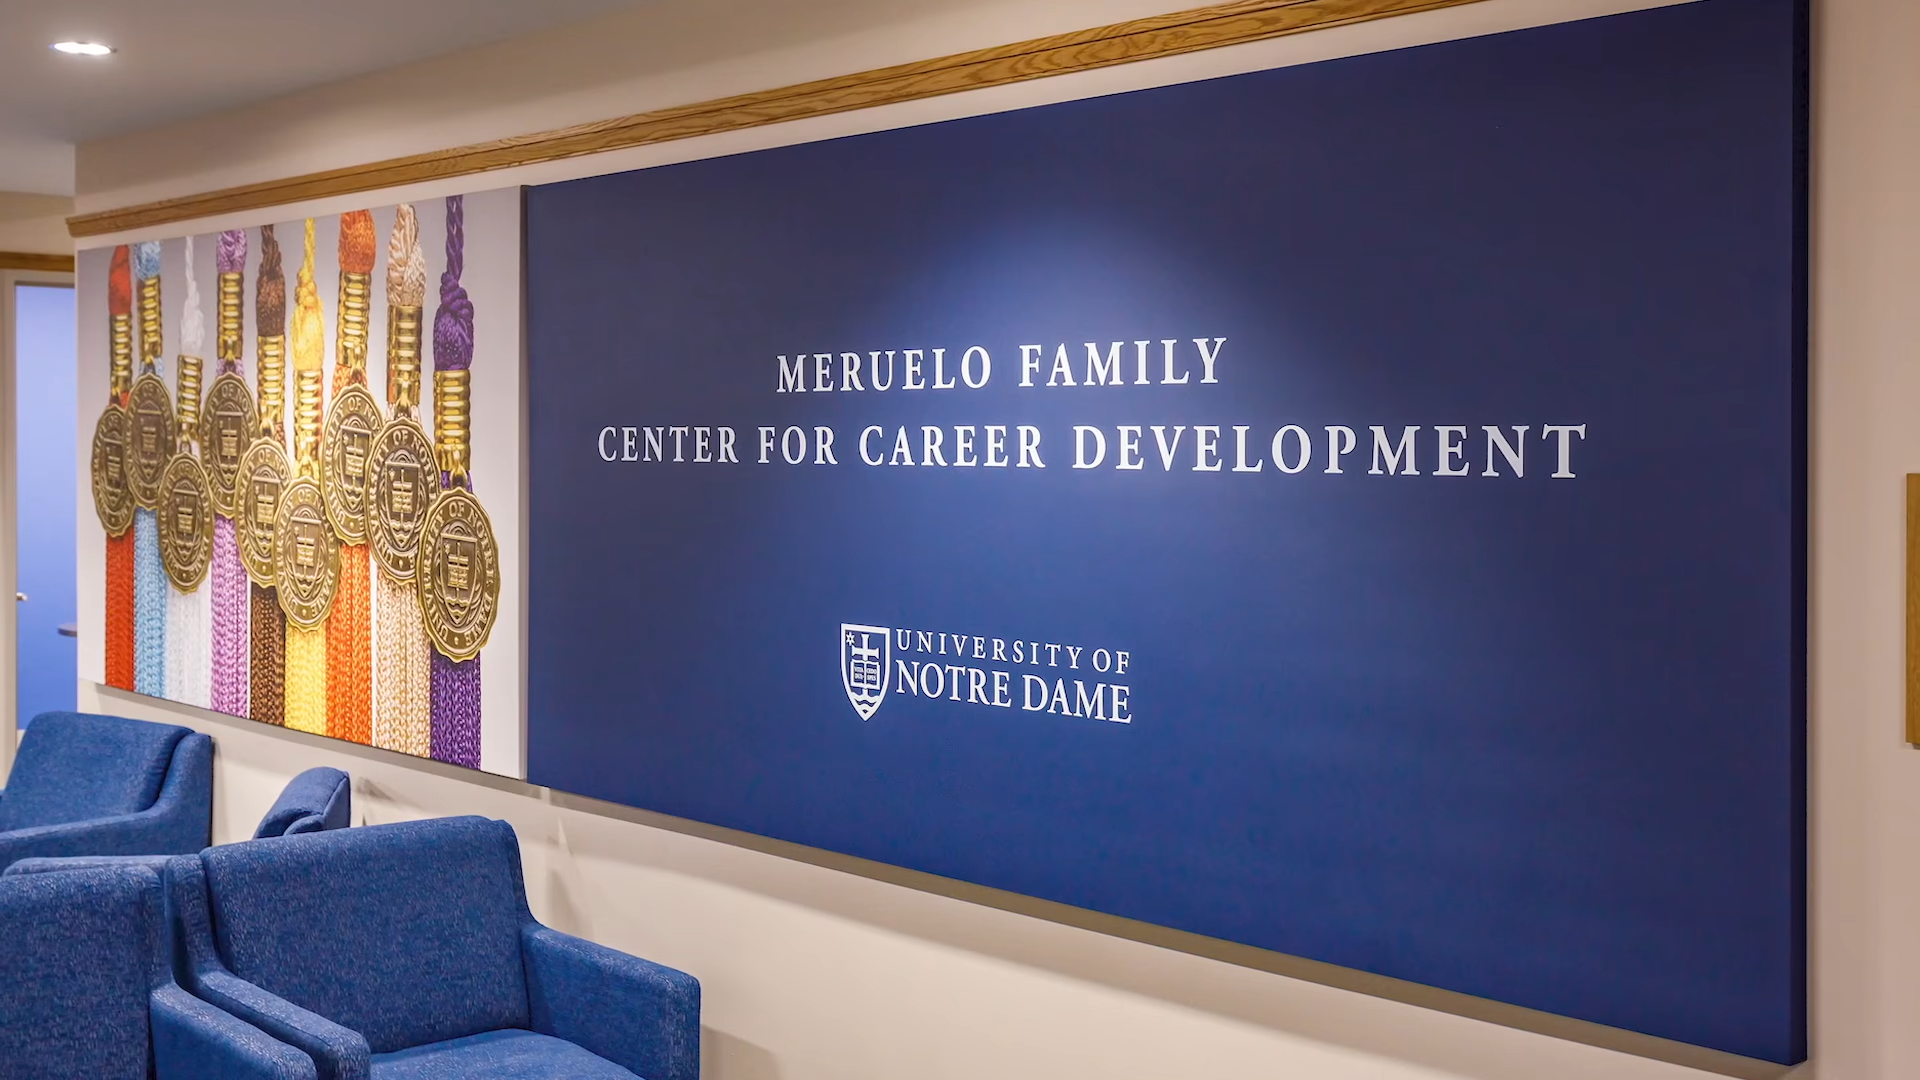 MERUELO FAMILY
CENTER FOR CAREER DEVELOPMENT
UNIVERSITY OF
NOTRE DAME